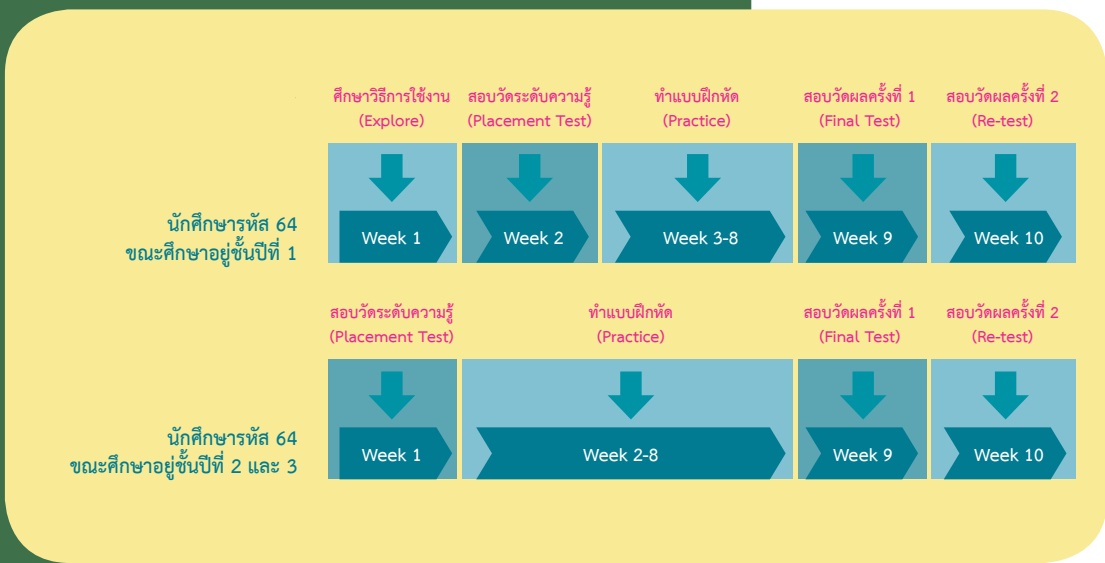 ศึกษาวิธีการใช้งาน
(Explore)
สอบวัดระดับความรู้
(Placement Test)
ทำแบบฝึกหัด
(Practice)
สอบวัดผลครั้งที่ 1
(Final Test)
สอบวัดผลครั้งที่ 2
(Re-test)
นักศึกษารหัส 64
ขณะศึกษาอยู่ชั้นปีที่ 1
Week 1
Week 2
Week 3-8
Week 9
Week 10
สอบวัดระดับความรู้
(Placement Test)
ทำแบบฝึกหัด
(Practice)
สอบวัดผลครั้งที่ 1
(Final Test)
สอบวัดผลครั้งที่ 2
(Re-test)
นักศึกษารหัส 64
ขณะศึกษาอยู่ชั้นปีที่ 2 และ 3
Week 1
Week 2-8
Week 9
Week 10